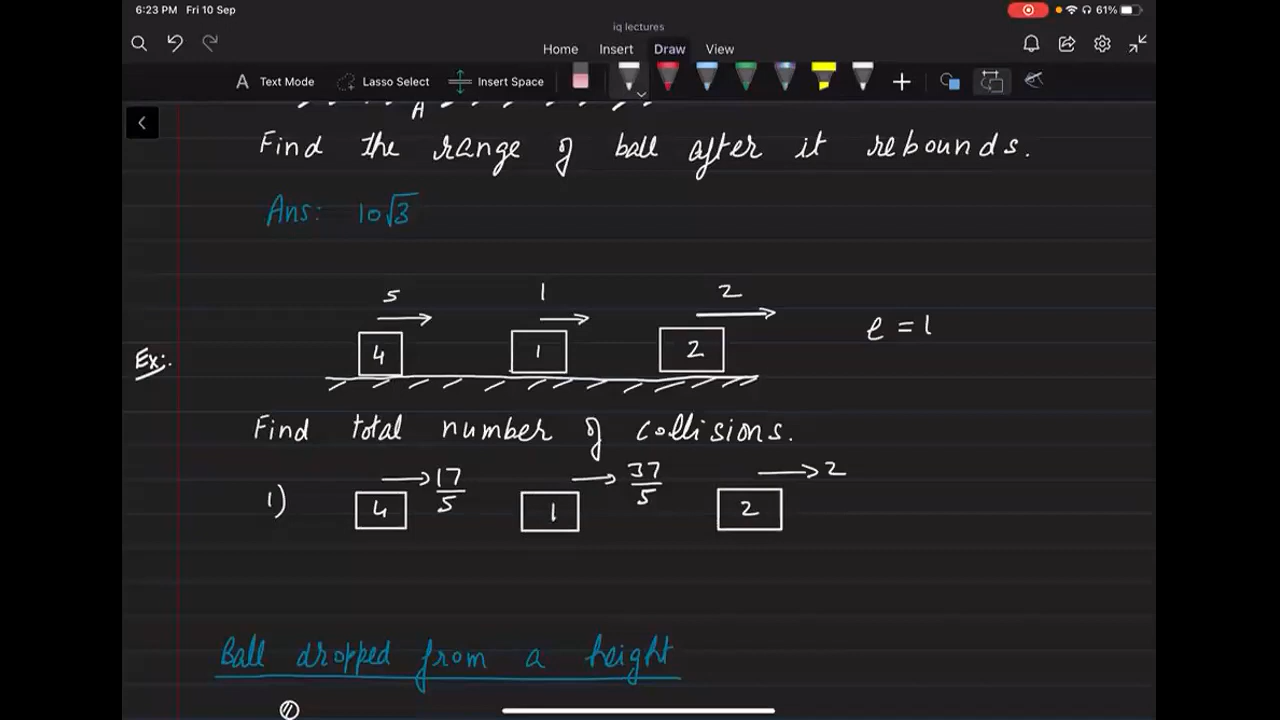 6:23 PM Fri 10 Sep
61%
iq lectures
Home Insert Draw View
A Text Mode Lasso Select Insert Space
A
Find the range of ball after it rebounds.
Ans: 10√3
5 1 2
Ex:. 4 1 2 e = 1
Find total number of collisions.
1) 4 17/5 1 37/5 2 2
Ball dropped from a height